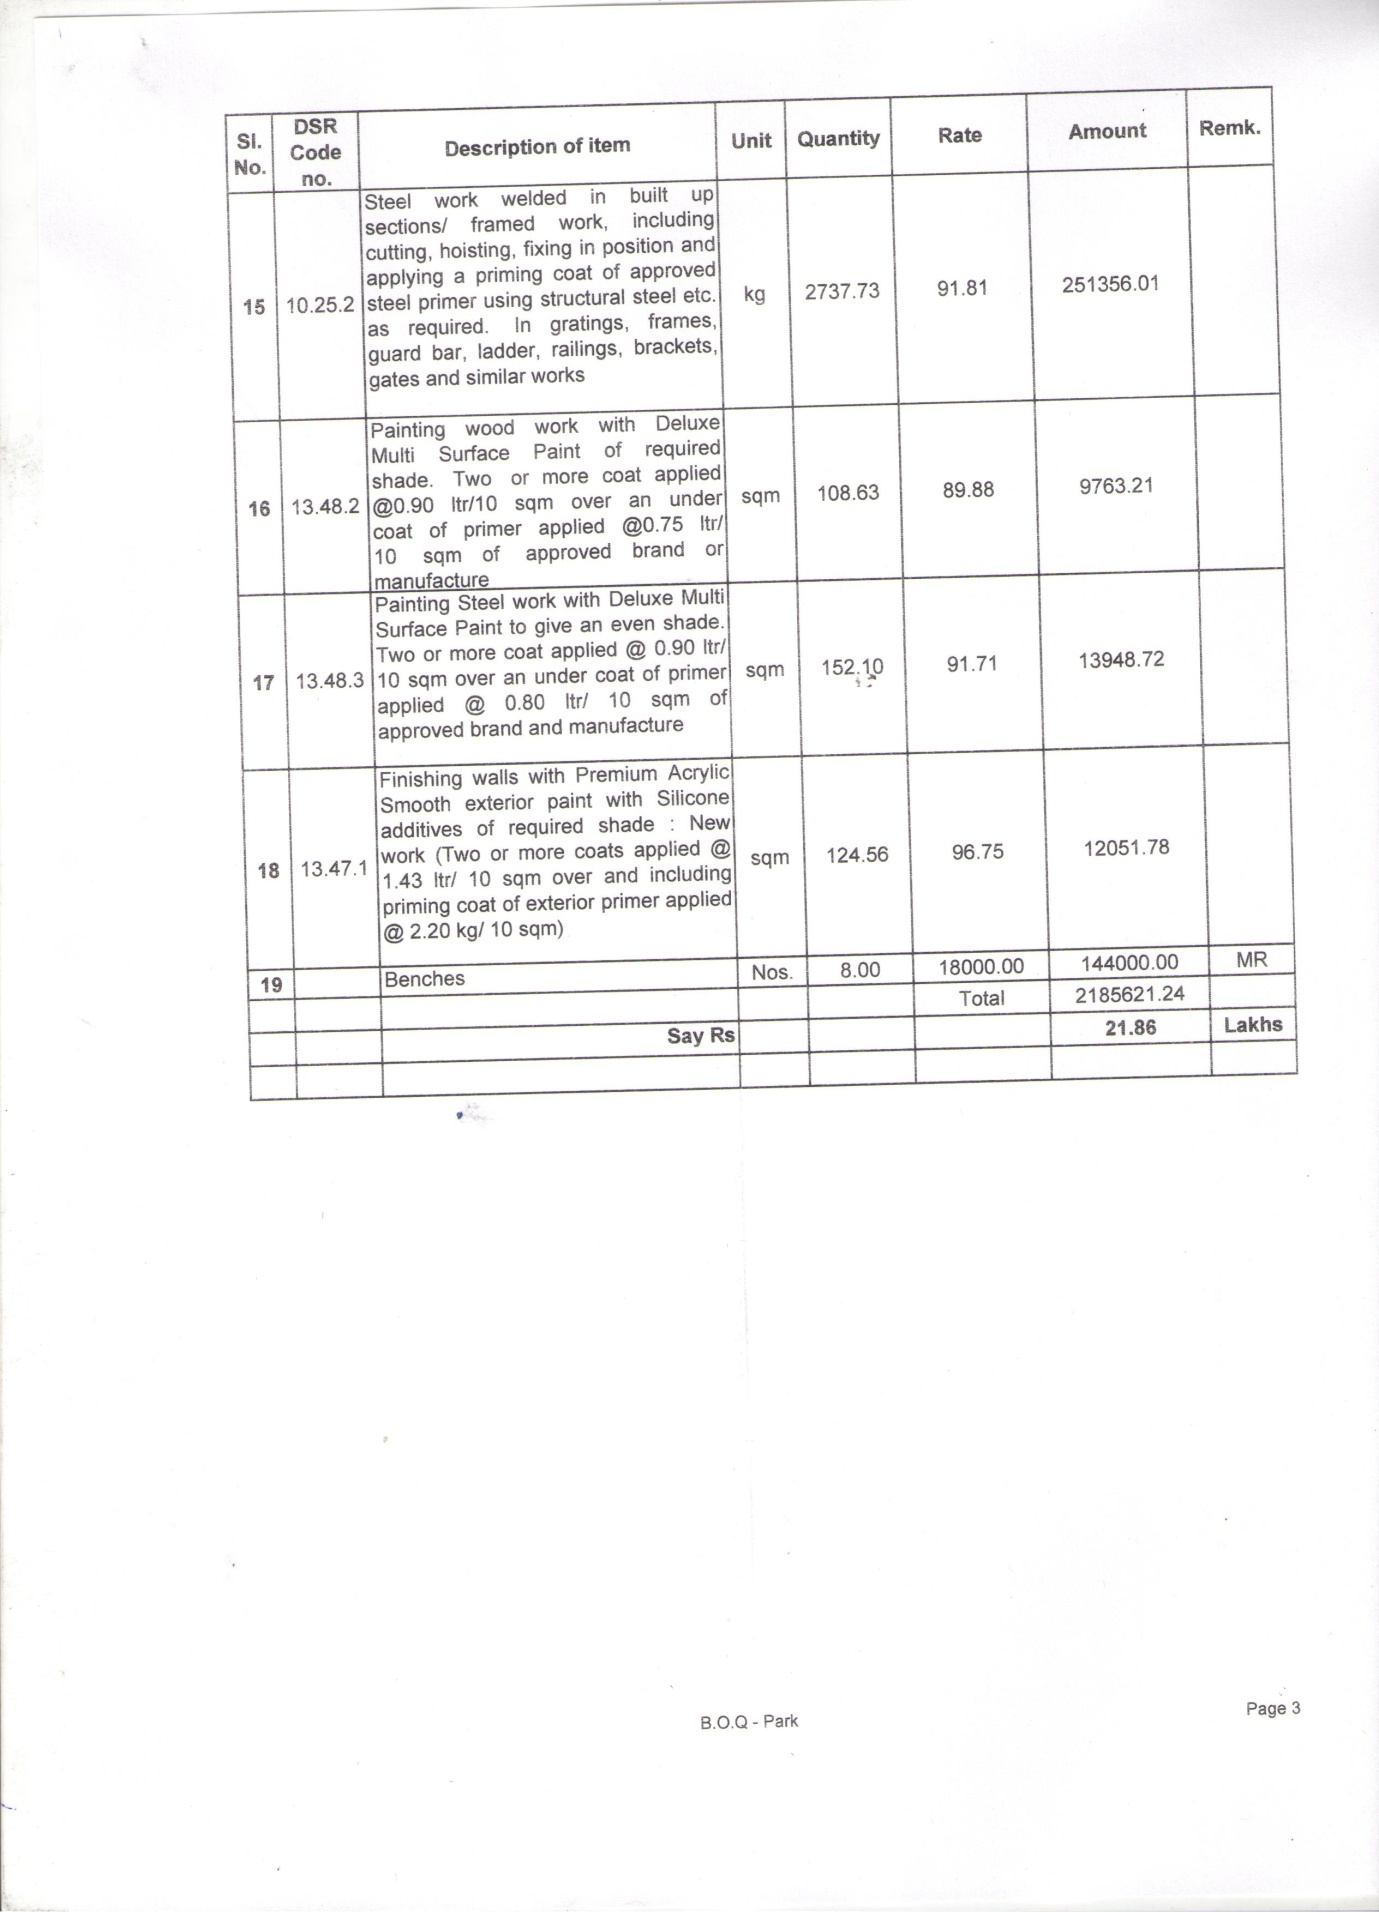 Sl. No. DSR Code no. Description of item Unit Quantity Rate Amount Remk.
15 10.25.2 Steel work welded in built up
sections/ framed work, including
cutting, hoisting, fixing in position and
applying a priming coat of approved
steel primer using structural steel etc.
as required. In gratings, frames,
guard bar, ladder, railings, brackets,
gates and similar works
kg 2737.73 91.81 251356.01
16 13.48.2 Painting wood work with Deluxe
Multi Surface Paint of required
shade. Two or more coat applied
@0.90 ltr/10 sqm over an under
coat of primer applied @0.75 ltr/
10 sqm of approved brand or
manufacture
sqm 108.63 89.88 9763.21
17 13.48.3 Painting Steel work with Deluxe Multi
Surface Paint to give an even shade.
Two or more coat applied @ 0.90 ltr/
10 sqm over an under coat of primer
applied @ 0.80 ltr/ 10 sqm of
approved brand and manufacture
sqm 152.10 91.71 13948.72
18 13.47.1 Finishing walls with Premium Acrylic
Smooth exterior paint with Silicone
additives of required shade : New
work (Two or more coats applied @
1.43 ltr/ 10 sqm over and including
priming coat of exterior primer applied
@ 2.20 kg/ 10 sqm)
sqm 124.56 96.75 12051.78
19 Benches Nos. 8.00 18000.00 144000.00 MR
Total 2185621.24
Say Rs 21.86 Lakhs
B.O.Q - Park
Page 3